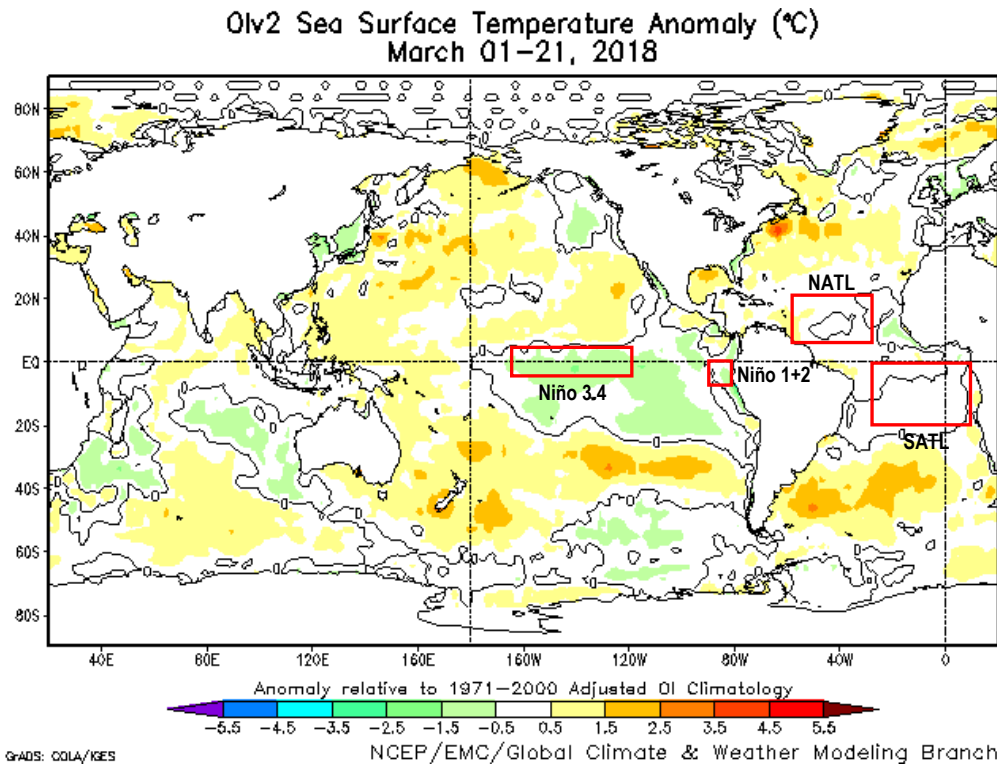 OIv2 Sea Surface Temperature Anomaly (°C)
March 01-21, 2018
80N
60N
40N
20N
EQ
20S
40S
60S
80S
NATL
Niño 3.4
Niño 1+2
SATL
0
40E 80E 120E 160E 160W 120W 80W 40W 0
Anomaly relative to 1971-2000 Adjusted OI Climatology
-5.5 -4.5 -3.5 -2.5 -1.5 -0.5 0.5 1.5 2.5 3.5 4.5 5.5
GrADS: COLA/IGES
NCEP/EMC/Global Climate & Weather Modeling Branch